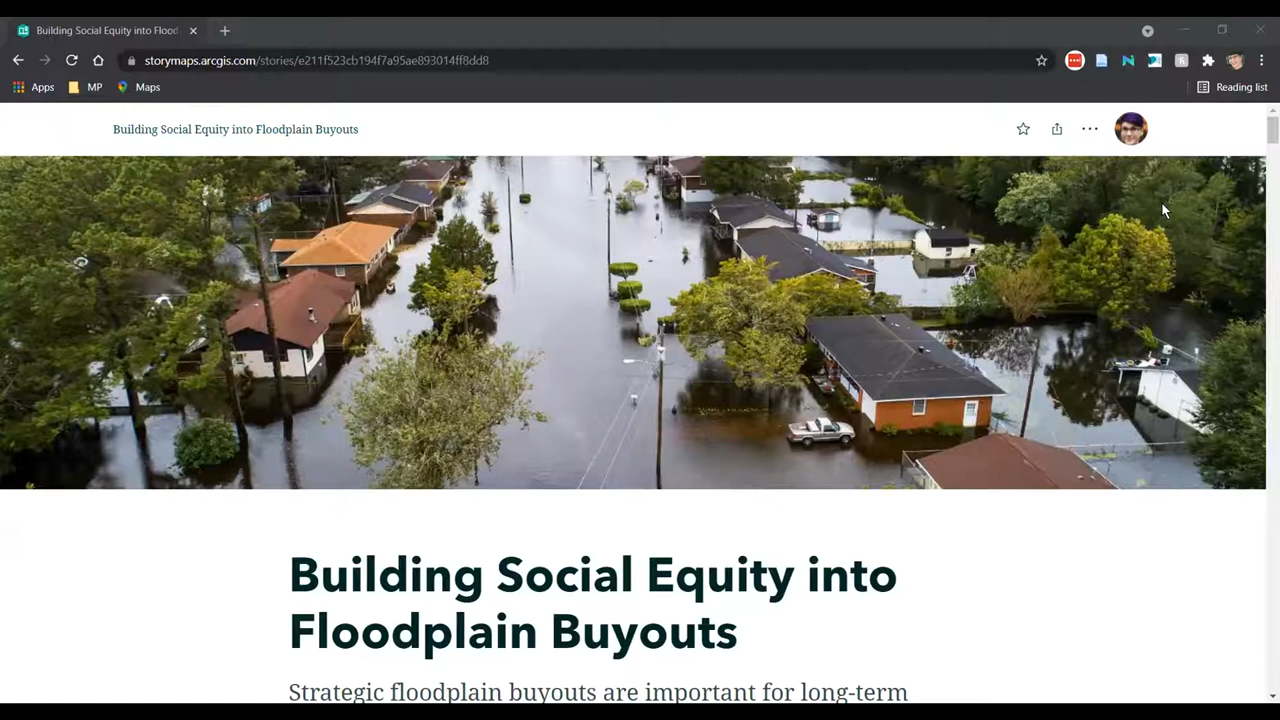 Building Social Equity into Flood
storymaps.arcgis.com/stories/e211f523cb194f7a95ae893014ff8dd8
Apps MP Maps Reading list
Building Social Equity into Floodplain Buyouts
Building Social Equity into
Floodplain Buyouts
Strategic floodplain buyouts are important for long-term